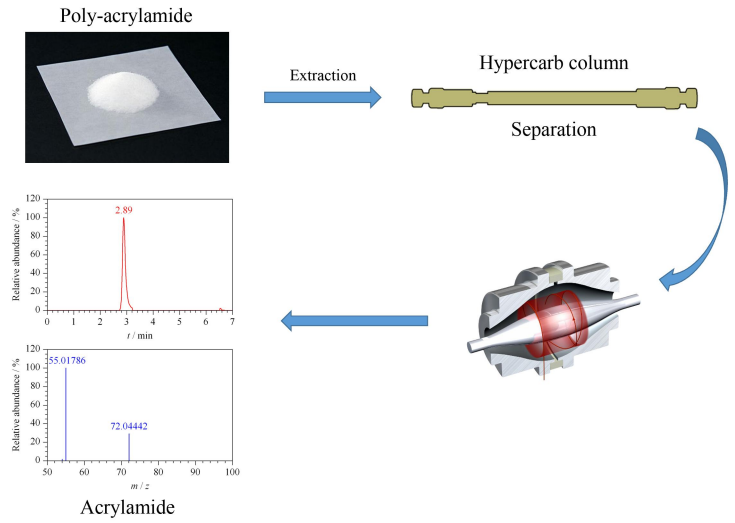 Poly-acrylamide
Extraction
Hypercarb column
Separation
120
100
80
60
40
20
0
Relative abundance / %
2.89
0 1 2 3 4 5 6 7
t / min
120
100
80
60
40
20
0
Relative abundance / %
55.01786
72.04442
50 60 70 80 90 100
m / z
Acrylamide